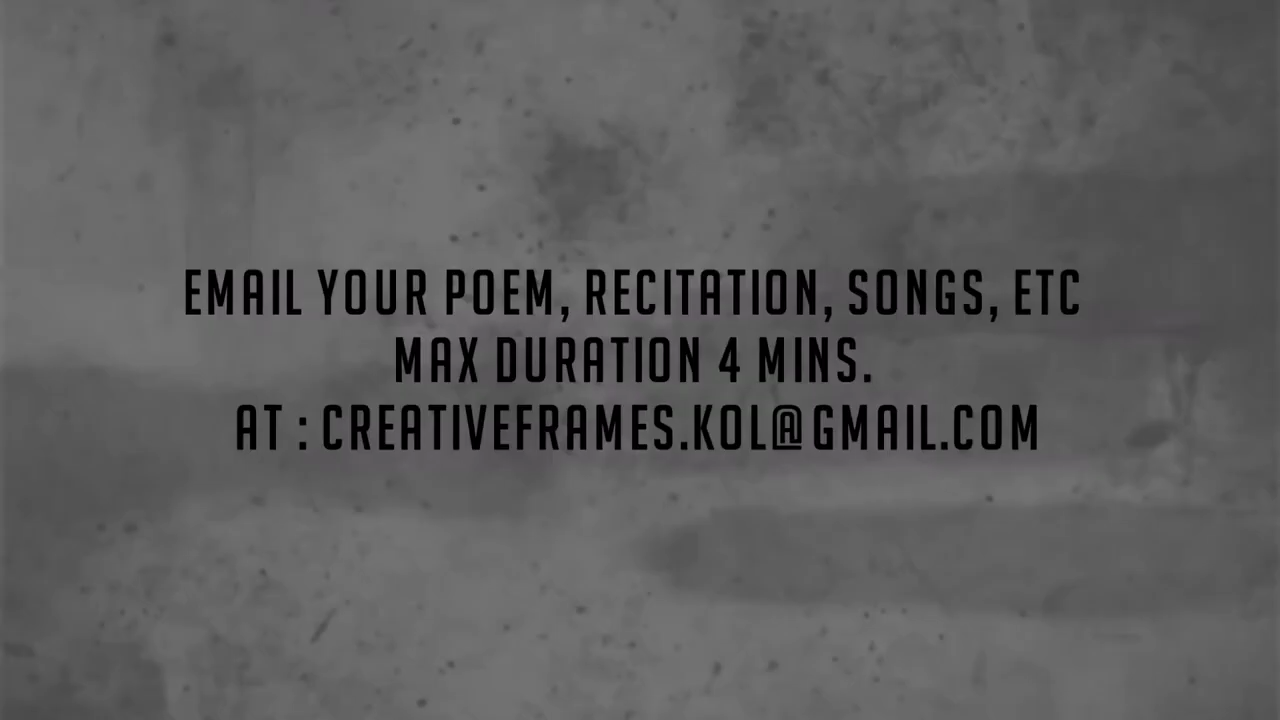 EMAIL YOUR POEM, RECITATION, SONGS, ETC
MAX DURATION 4 MINS.
AT : CREATIVEFRAMES.KOL@GMAIL.COM